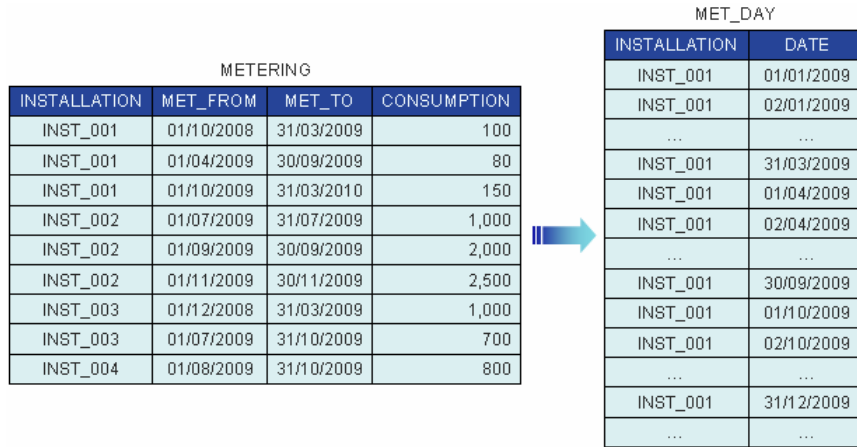 METERING
INSTALLATION MET_FROM MET_TO CONSUMPTION
INST_001 01/10/2008 31/03/2009 100
INST_001 01/04/2009 30/09/2009 80
INST_001 01/10/2009 31/03/2010 150
INST_002 01/07/2009 31/07/2009 1,000
INST_002 01/09/2009 30/09/2009 2,000
INST_002 01/11/2009 30/11/2009 2,500
INST_003 01/12/2008 31/03/2009 1,000
INST_003 01/07/2009 31/10/2009 700
INST_004 01/08/2009 31/10/2009 800
MET_DAY
INSTALLATION DATE
INST_001 01/01/2009
INST_001 02/01/2009
... ...
INST_001 31/03/2009
INST_001 01/04/2009
INST_001 02/04/2009
... ...
INST_001 30/09/2009
INST_001 01/10/2009
INST_001 02/10/2009
... ...
INST_001 31/12/2009
... ...